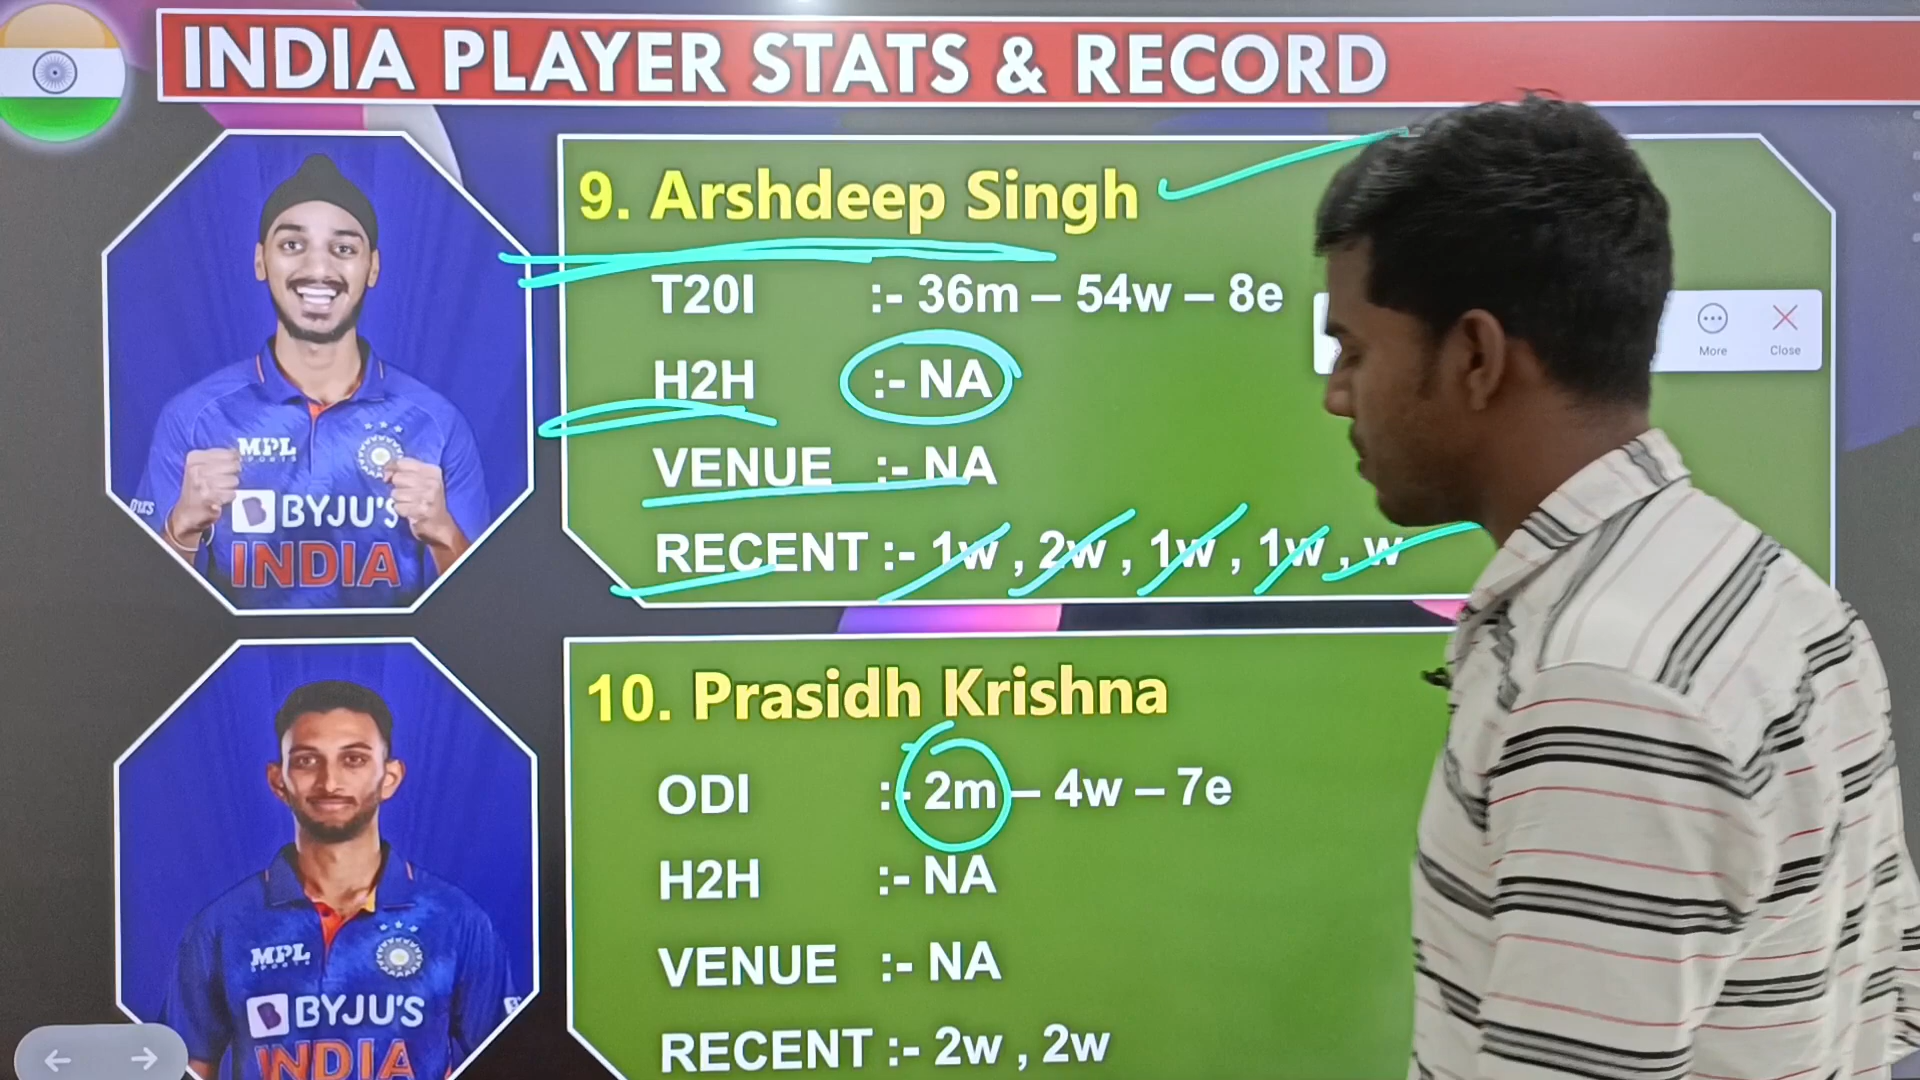 INDIA PLAYER STATS & RECORD
9. Arshdeep Singh
T20I :- 36m – 54w – 8e
H2H :- NA
VENUE :- NA
RECENT :- 1w , 2w , 1w , 1w , w
More
Close
MPL
SPORTS
BYJU'S
INDIA
10. Prasidh Krishna
ODI :- 2m – 4w – 7e
H2H :- NA
VENUE :- NA
RECENT :- 2w , 2w
MPL
SPORTS
BYJU'S
INDIA